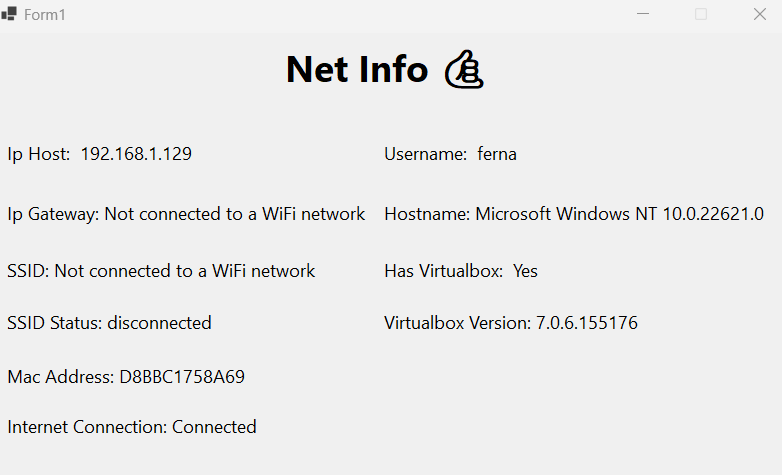 Form1
Net Info 👍
Ip Host: 192.168.1.129
Username: ferna
Ip Gateway: Not connected to a WiFi network
Hostname: Microsoft Windows NT 10.0.22621.0
SSID: Not connected to a WiFi network
Has Virtualbox: Yes
SSID Status: disconnected
Virtualbox Version: 7.0.6.155176
Mac Address: D8BBC1758A69
Internet Connection: Connected